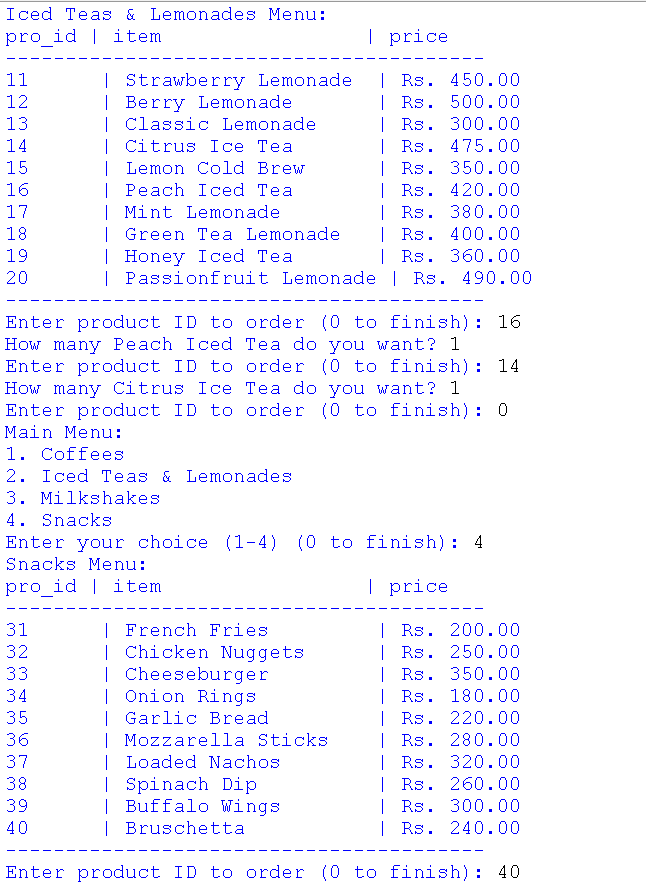 Iced Teas & Lemonades Menu:
pro_id | item                 | price
----------------------------------------
11      | Strawberry Lemonade  | Rs. 450.00
12      | Berry Lemonade       | Rs. 500.00
13      | Classic Lemonade     | Rs. 300.00
14      | Citrus Ice Tea       | Rs. 475.00
15      | Lemon Cold Brew      | Rs. 350.00
16      | Peach Iced Tea       | Rs. 420.00
17      | Mint Lemonade        | Rs. 380.00
18      | Green Tea Lemonade   | Rs. 400.00
19      | Honey Iced Tea       | Rs. 360.00
20      | Passionfruit Lemonade | Rs. 490.00
----------------------------------------
Enter product ID to order (0 to finish): 16
How many Peach Iced Tea do you want? 1
Enter product ID to order (0 to finish): 14
How many Citrus Ice Tea do you want? 1
Enter product ID to order (0 to finish): 0
Main Menu:
1. Coffees
2. Iced Teas & Lemonades
3. Milkshakes
4. Snacks
Enter your choice (1-4) (0 to finish): 4
Snacks Menu:
pro_id | item                 | price
----------------------------------------
31      | French Fries         | Rs. 200.00
32      | Chicken Nuggets      | Rs. 250.00
33      | Cheeseburger         | Rs. 350.00
34      | Onion Rings          | Rs. 180.00
35      | Garlic Bread         | Rs. 220.00
36      | Mozzarella Sticks    | Rs. 280.00
37      | Loaded Nachos        | Rs. 320.00
38      | Spinach Dip          | Rs. 260.00
39      | Buffalo Wings        | Rs. 300.00
40      | Bruschetta           | Rs. 240.00
----------------------------------------
Enter product ID to order (0 to finish): 40